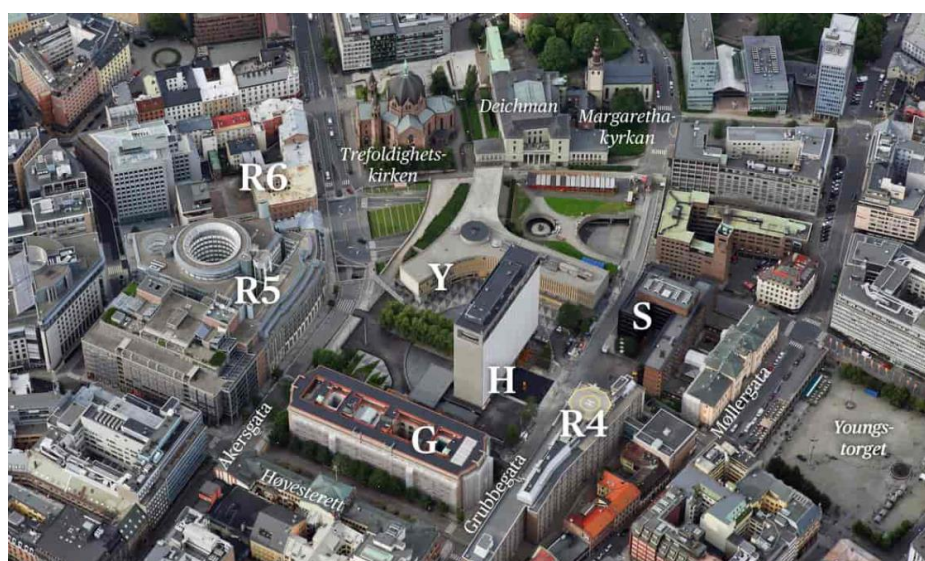 Deichman
Margaretha-
kyrkan
Trefoldighets-
kirken
R6
R5
Y
S
H
R4
G
Akersgata
Høyesterett
Grubbegata
Møllergata
Youngs-
torget
H